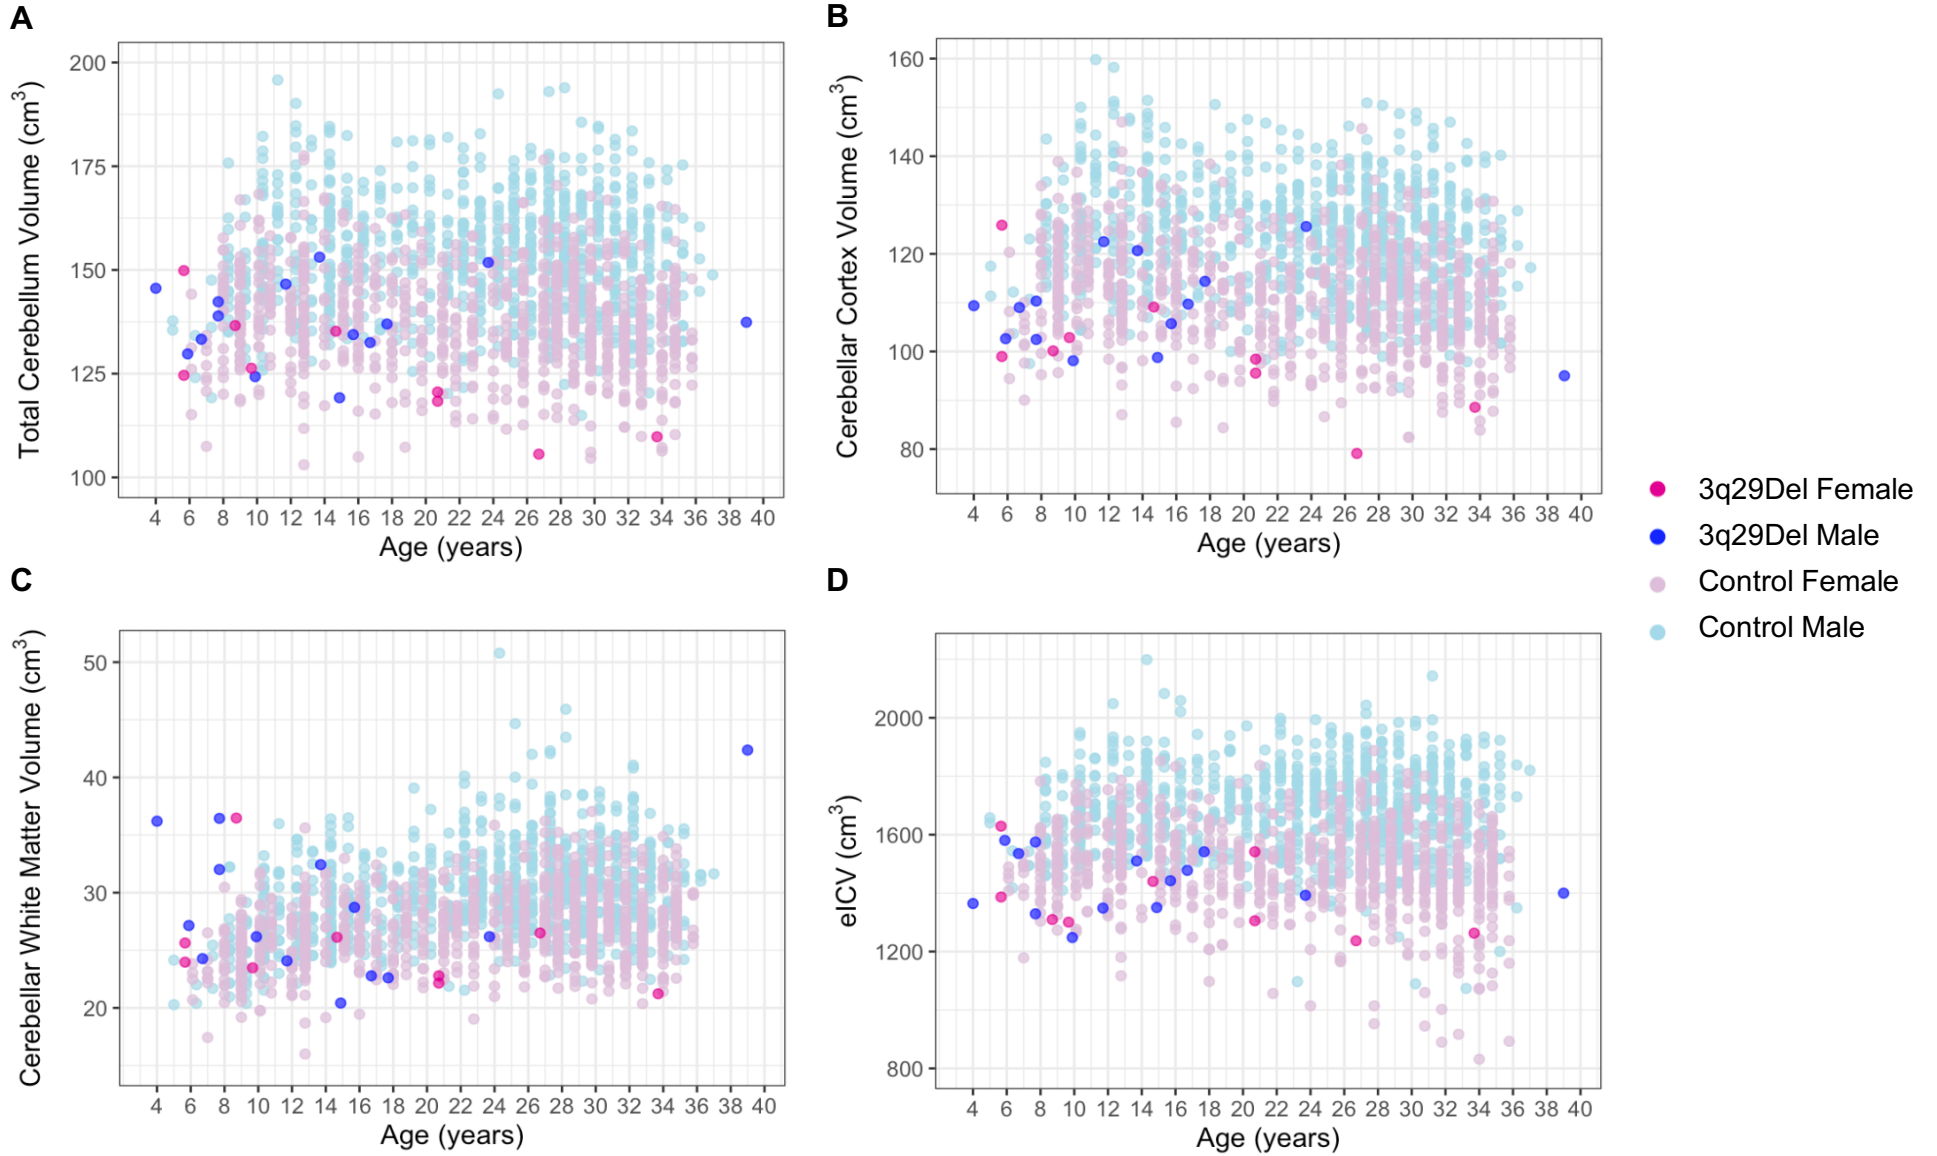 A
Total Cerebellum Volume (cm³)
200
175
150
125
100
4 6 8 10 12 14 16 18 20 22 24 26 28 30 32 34 36 38 40
Age (years)
B
Cerebellar Cortex Volume (cm³)
160
140
120
100
80
4 6 8 10 12 14 16 18 20 22 24 26 28 30 32 34 36 38 40
Age (years)
C
Cerebellar White Matter Volume (cm³)
50
40
30
20
4 6 8 10 12 14 16 18 20 22 24 26 28 30 32 34 36 38 40
Age (years)
D
eICV (cm³)
2000
1600
1200
800
4 6 8 10 12 14 16 18 20 22 24 26 28 30 32 34 36 38 40
Age (years)
3q29Del Female
3q29Del Male
Control Female
Control Male